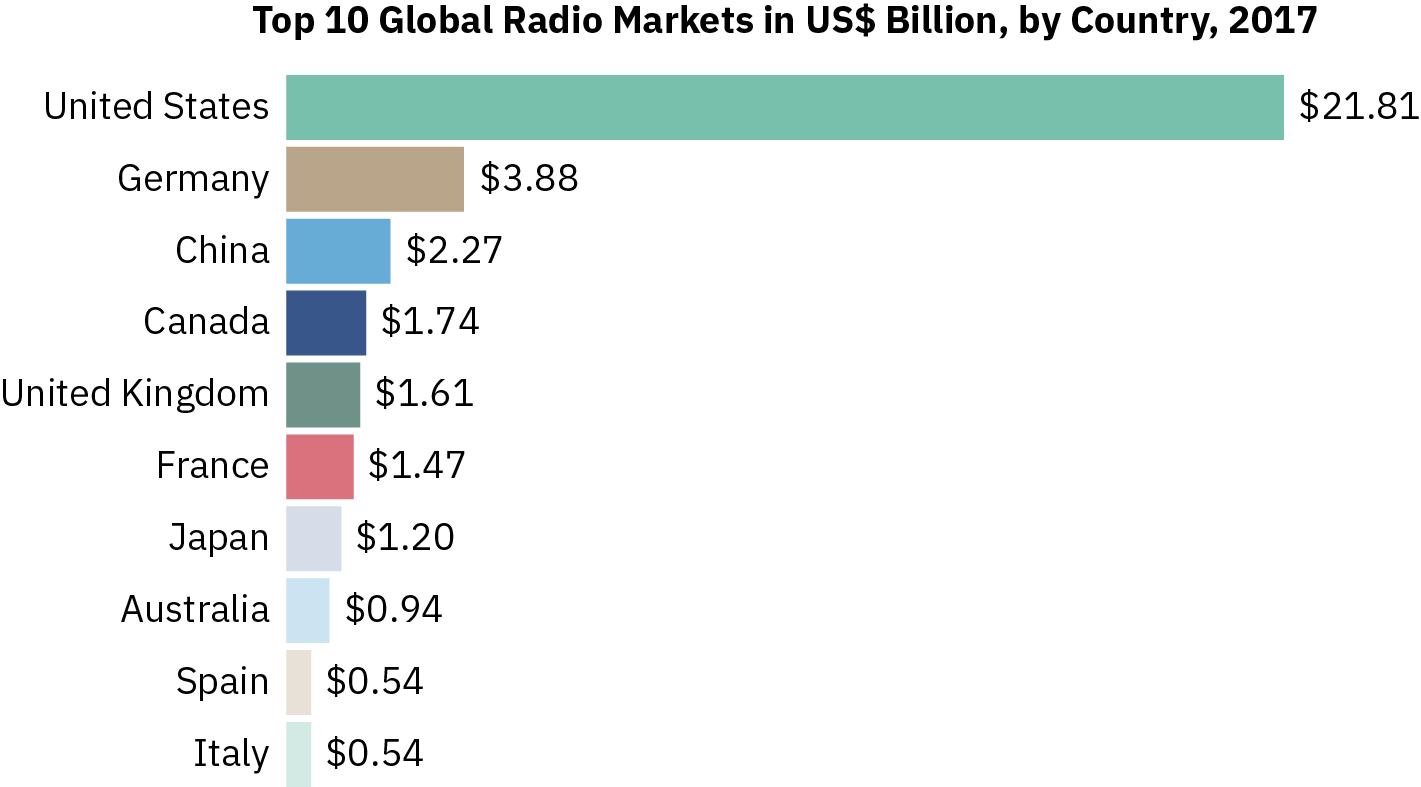 Top 10 Global Radio Markets in US$ Billion, by Country, 2017
United States $21.81
Germany $3.88
China $2.27
Canada $1.74
United Kingdom $1.61
France $1.47
Japan $1.20
Australia $0.94
Spain $0.54
Italy $0.54